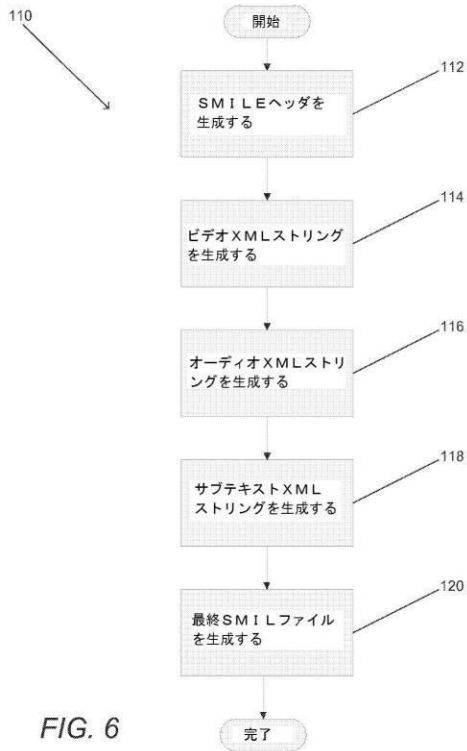 110
開始
112
ＳＭＩＬＥヘッダを
生成する
114
ビデオＸＭＬストリング
を生成する
116
オーディオＸＭＬストリ
ングを生成する
118
サブテキストＸＭＬ
ストリングを生成する
120
最終ＳＭＩＬファイル
を生成する
FIG. 6
完了